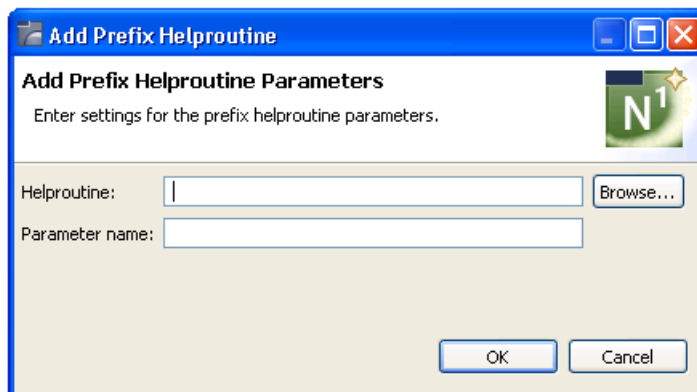 Add Prefix Helproutine
Add Prefix Helproutine Parameters
Enter settings for the prefix helproutine parameters.
N1
Helproutine:
Browse...
Parameter name:
OK
Cancel